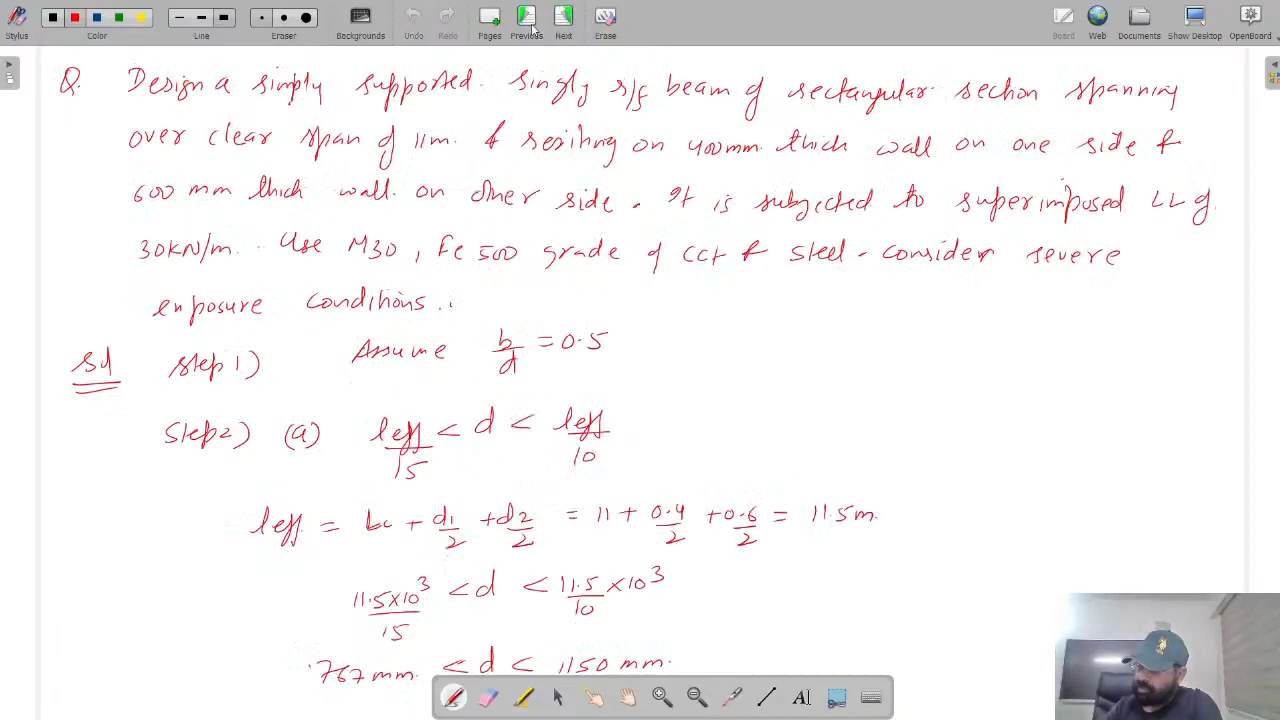 Stylus Color Line Eraser Backgrounds Undo Redo Pages Previous Next Erase Board Web Documents Show Desktop OpenBoard
Q. Design a simply supported singly r/f beam of rectangular section spanning
over clear span of 11m. & resiting on 400mm. thick wall on one side &
600 mm thick wall on other side. It is subjected to superimposed LL of
30KN/m. Use M30, Fe 500 grade of cct & steel - consider severe
exposure conditions.
Sol Step 1) Assume b/d = 0.5
Step 2) (a) leff/15 < d < leff/10
leff = Lc + d1/2 + d2/2 = 11 + 0.4/2 + 0.6/2 = 11.5m.
11.5×10³/15 < d < 11.5/10 ×10³
767 mm. < d < 1150 mm.